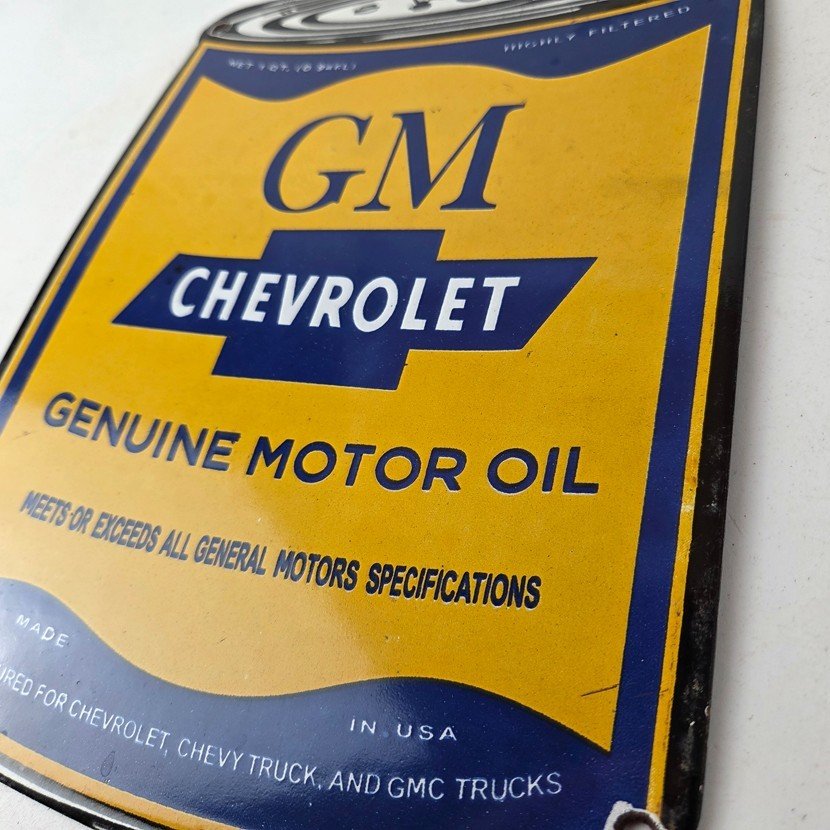 HIGHLY FILTERED
GM
CHEVROLET
GENUINE MOTOR OIL
MEETS OR EXCEEDS ALL GENERAL MOTORS SPECIFICATIONS
MADE IN USA
FOR CHEVROLET, CHEVY TRUCK, AND GMC TRUCKS